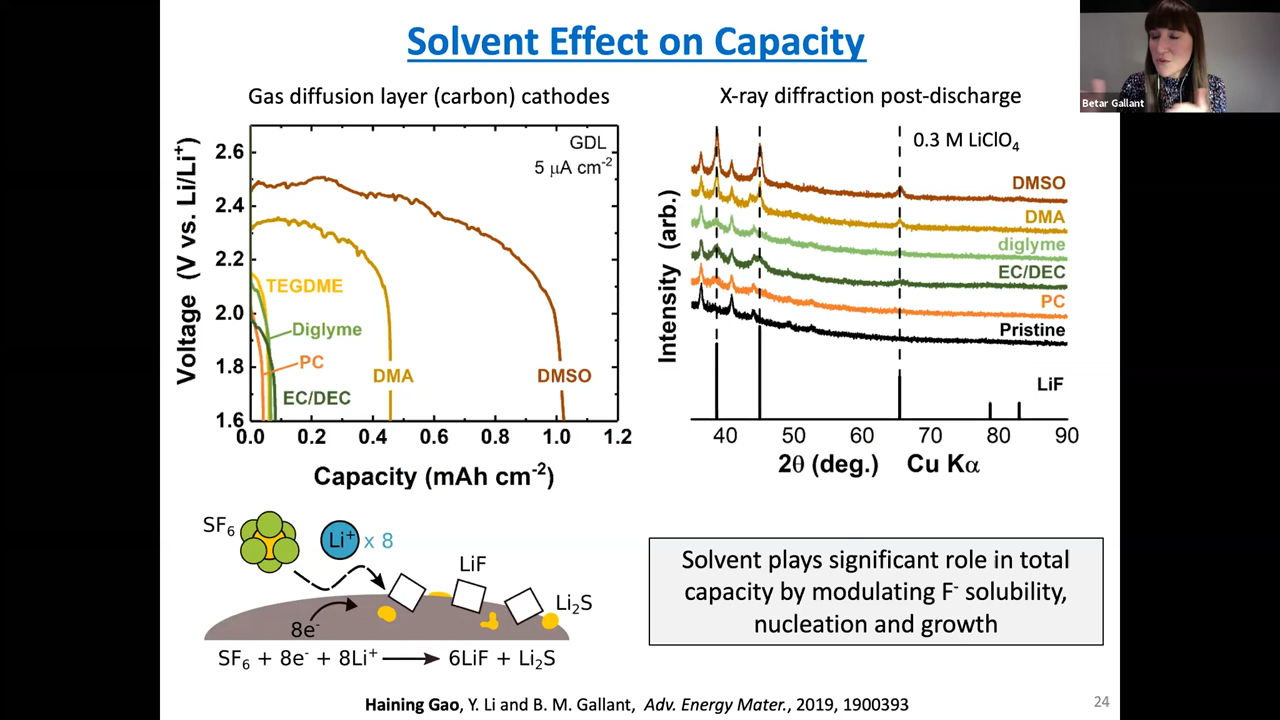 Solvent Effect on Capacity
Betar Gallant
Gas diffusion layer (carbon) cathodes
GDL
5 µA cm⁻²
Voltage (V vs. Li/Li⁺)
2.6
2.4
2.2
2.0
1.8
1.6
TEGDME
Diglyme
PC
EC/DEC
DMA
DMSO
0.0 0.2 0.4 0.6 0.8 1.0 1.2
Capacity (mAh cm⁻²)
X-ray diffraction post-discharge
0.3 M LiClO₄
Intensity (arb.)
DMSO
DMA
diglyme
EC/DEC
PC
Pristine
LiF
40 50 60 70 80 90
2θ (deg.) Cu Kα
SF₆
Li⁺ x 8
LiF
Li₂S
8e⁻
SF₆ + 8e⁻ + 8Li⁺ → 6LiF + Li₂S
Solvent plays significant role in total
capacity by modulating F⁻ solubility,
nucleation and growth
Haining Gao, Y. Li and B. M. Gallant, Adv. Energy Mater., 2019, 1900393
24